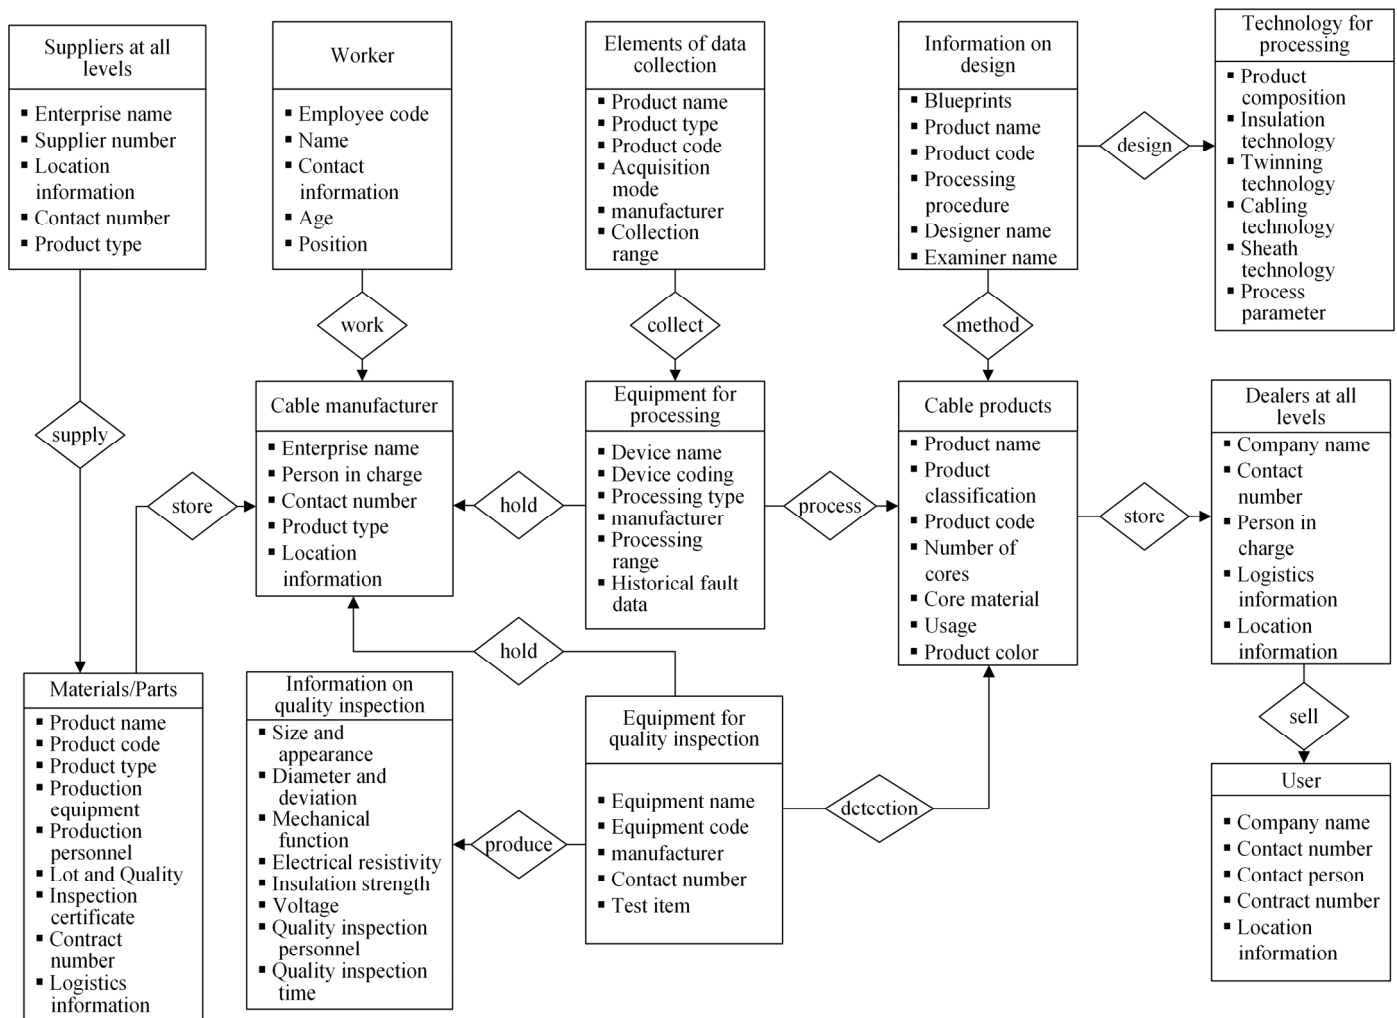 Suppliers at all
levels
▪ Enterprise name
▪ Supplier number
▪ Location
information
▪ Contact number
▪ Product type
Worker
▪ Employee code
▪ Name
▪ Contact
information
▪ Age
▪ Position
Elements of data
collection
▪ Product name
▪ Product type
▪ Product code
▪ Acquisition
mode
▪ manufacturer
▪ Collection
range
Information on
design
▪ Blueprints
▪ Product name
▪ Product code
▪ Processing
procedure
▪ Designer name
▪ Examiner name
design
Technology for
processing
▪ Product
composition
▪ Insulation
technology
▪ Twinning
technology
▪ Cabling
technology
▪ Sheath
technology
▪ Process
parameter
work
collect
method
supply
store
Cable manufacturer
▪ Enterprise name
▪ Person in charge
▪ Contact number
▪ Product type
▪ Location
information
hold
Equipment for
processing
▪ Device name
▪ Device coding
▪ Processing type
▪ manufacturer
▪ Processing
range
▪ Historical fault
data
process
Cable products
▪ Product name
▪ Product
classification
▪ Product code
▪ Number of
cores
▪ Core material
▪ Usage
▪ Product color
storc
Dealers at all
levels
▪ Company name
▪ Contact
number
▪ Person in
charge
▪ Logistics
information
▪ Location
information
hold
sell
Materials/Parts
▪ Product name
▪ Product code
▪ Product type
▪ Production
equipment
▪ Production
personnel
▪ Lot and Quality
▪ Inspection
certificate
▪ Contract
number
▪ Logistics
information
Information on
quality inspection
▪ Size and
appearance
▪ Diameter and
deviation
▪ Mechanical
function
▪ Electrical resistivity
▪ Insulation strength
▪ Voltage
▪ Quality inspection
personnel
▪ Quality inspection
time
produce
Equipment for
quality inspection
▪ Equipment name
▪ Equipment code
▪ manufacturer
▪ Contact number
▪ Test item
dctcction
User
▪ Company name
▪ Contact number
▪ Contact person
▪ Contract number
▪ Location
information